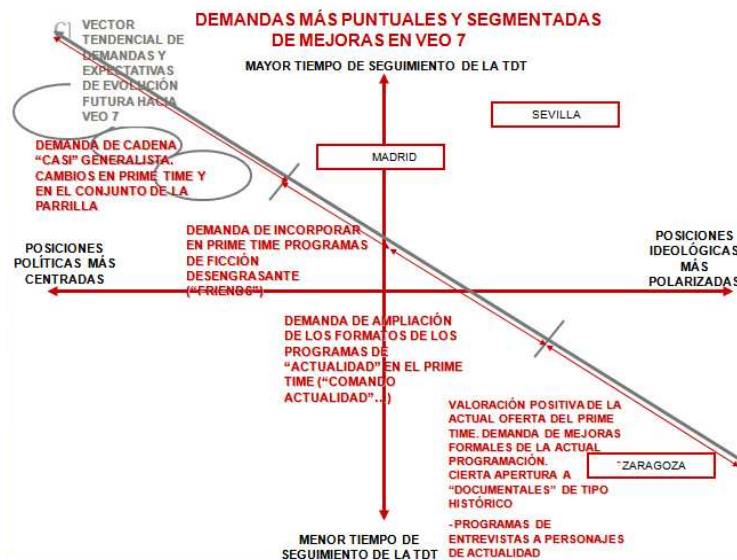 DEMANDAS MÁS PUNTUALES Y SEGMENTADAS
DE MEJORAS EN VEO 7
VECTOR
TENDENCIAL DE
DEMANDAS Y
EXPECTATIVAS
DE EVOLUCIÓN
FUTURA HACIA
VEO 7
MAYOR TIEMPO DE SEGUIMIENTO DE LA TDT
SEVILLA
MADRID
DEMANDA DE CADENA
“CASI” GENERALISTA.
CAMBIOS EN PRIME TIME Y
EN EL CONJUNTO DE LA
PARRILLA
POSICIONES
POLÍTICAS MÁS
CENTRADAS
DEMANDA DE INCORPORAR
EN PRIME TIME PROGRAMAS
DE FICCIÓN
DESENGRASANTE
(“FRIENDS”)
POSICIONES
IDEOLÓGICAS
MÁS
POLARIZADAS
DEMANDA DE AMPLIACIÓN
DE LOS FORMATOS DE LOS
PROGRAMAS DE
“ACTUALIDAD” EN EL PRIME
TIME (“COMANDO
ACTUALIDAD”...)
VALORACIÓN POSITIVA DE LA
ACTUAL OFERTA DEL PRIME
TIME. DEMANDA DE MEJORAS
FORMALES DE LA ACTUAL
PROGRAMACIÓN.
CIERTA APERTURA A
“DOCUMENTALES” DE TIPO
HISTÓRICO
ZARAGOZA
-PROGRAMAS DE
ENTREVISTAS A PERSONAJES
DE ACTUALIDAD
MENOR TIEMPO DE
SEGUIMIENTO DE LA TDT